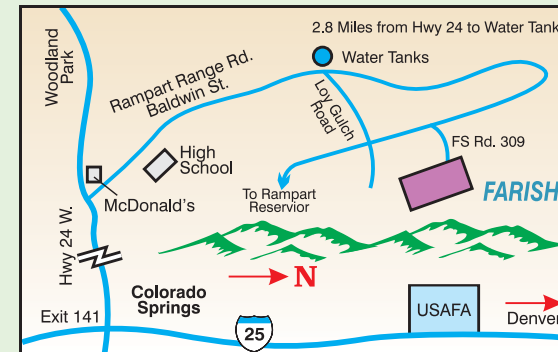 2.8 Miles from Hwy 24 to Water Tank
Woodland
Park
Water Tanks
Rampart Range Rd.
Baldwin St.
Loy Gulch
Road
FS Rd. 309
High
School
McDonald's
To Rampart
Reservior
FARISH
Hwy 24 W.
N
Colorado
Springs
USAFA
Exit 141
25
Denver